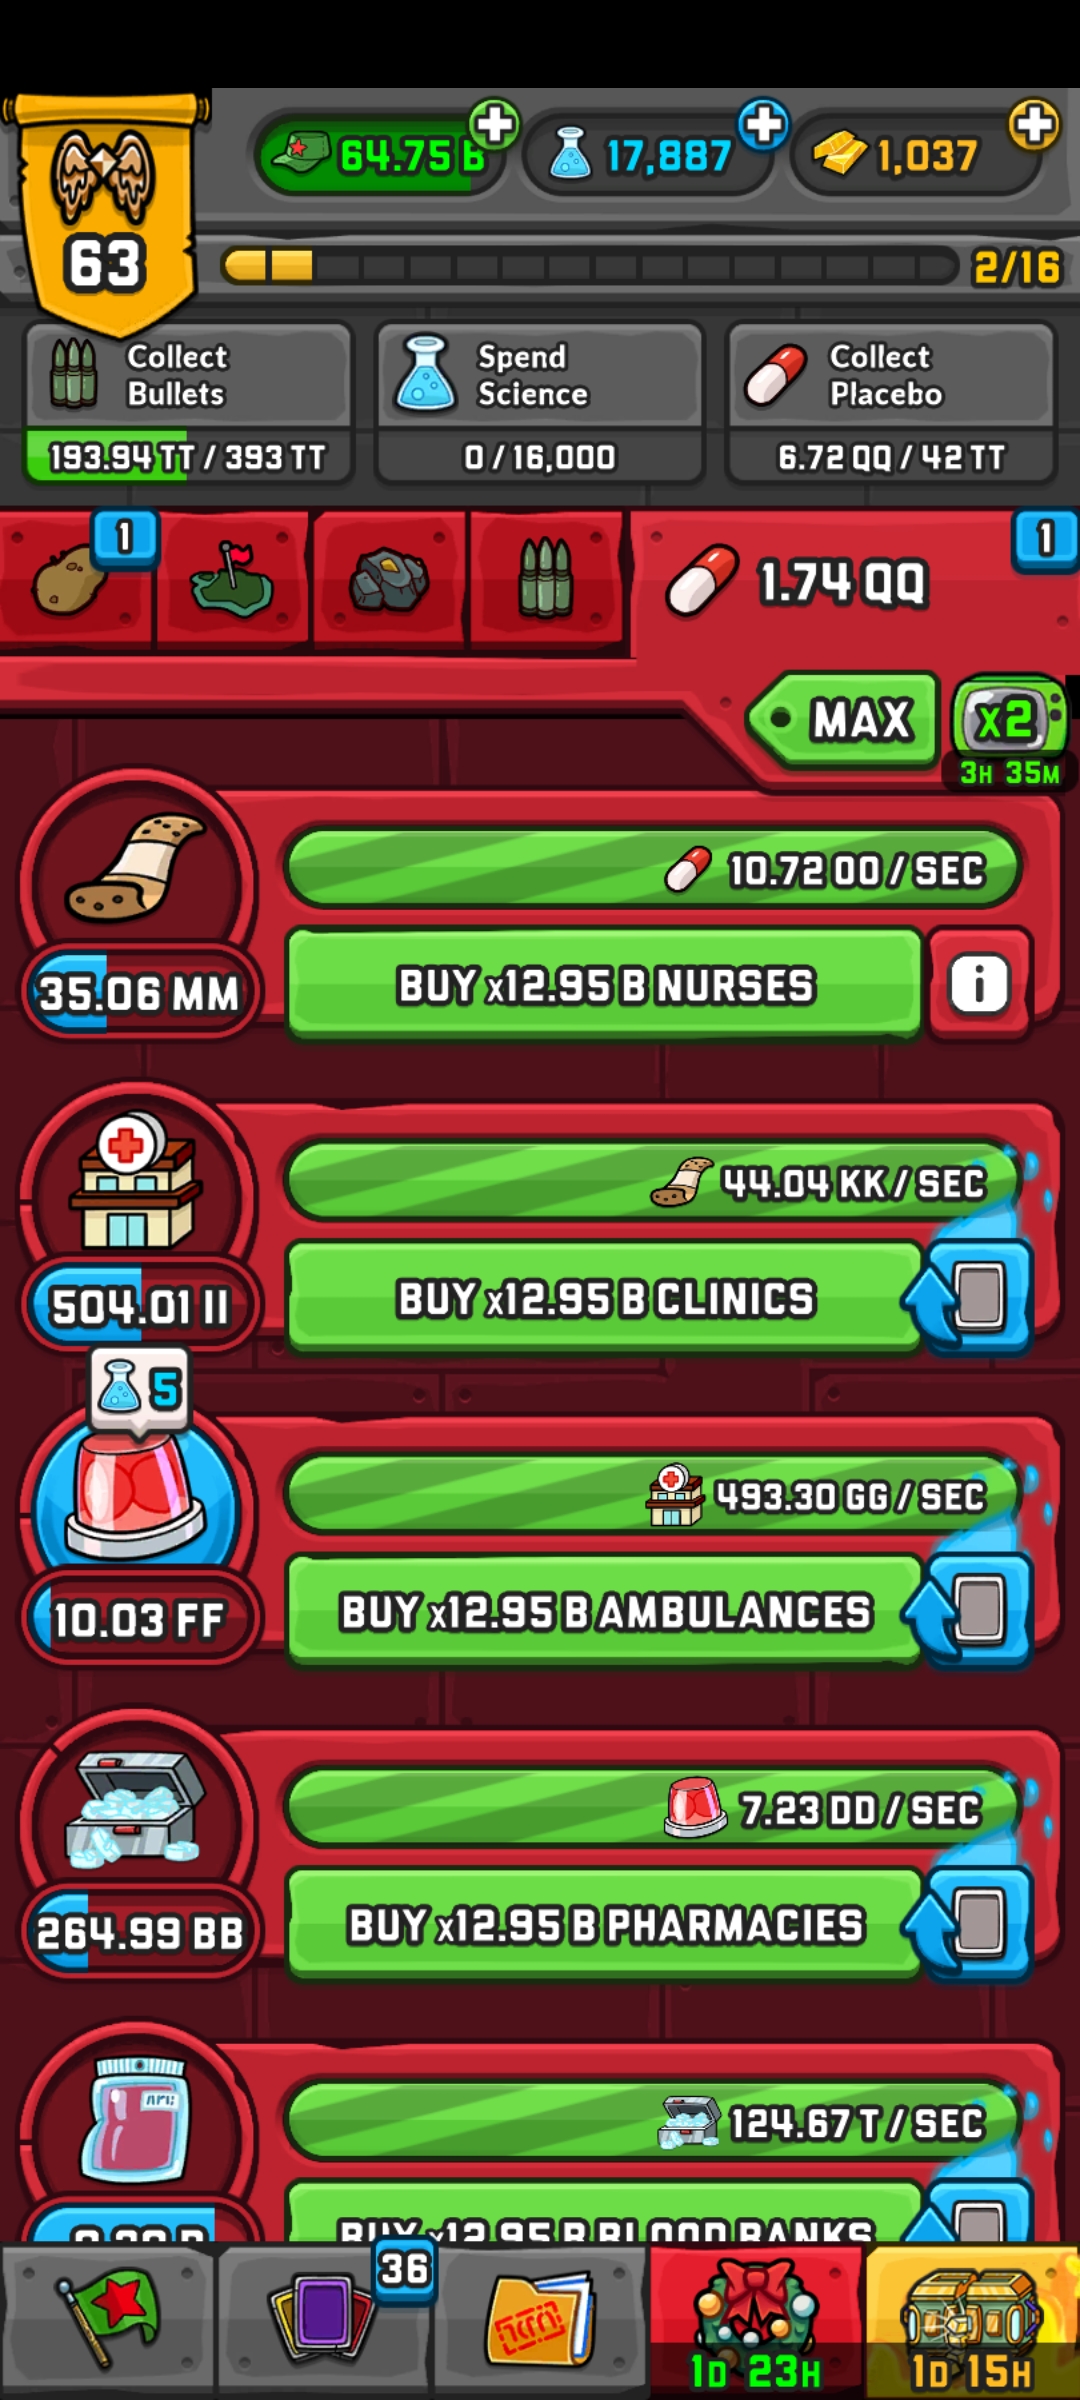 63
64.75 B
17,887
1,037
2/16
Collect
Bullets
193.94 TT / 393 TT
Spend
Science
0 / 16,000
Collect
Placebo
6.72 QQ / 42 TT
1
1.74 QQ
1
MAX
x2
3H 35M
10.72 OO / SEC
35.06 MM
BUY x12.95 B NURSES
i
44.04 KK / SEC
504.01 II
BUY x12.95 B CLINICS
5
493.30 GG / SEC
10.03 FF
BUY x12.95 B AMBULANCES
7.23 DD / SEC
264.99 BB
BUY x12.95 B PHARMACIES
124.67 T / SEC
BUY x12.95 B BLOOD BANKS
36
1D 23H
1D 15H